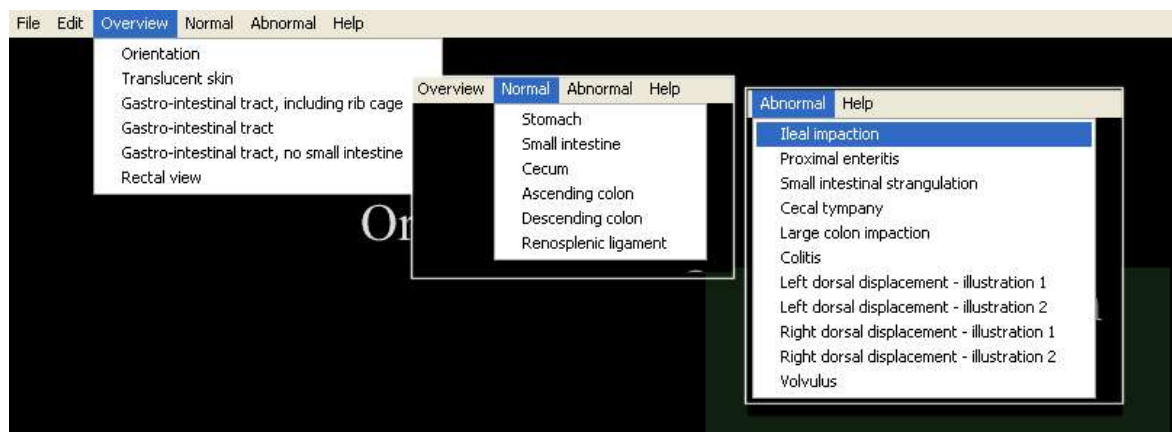 File Edit Overview Normal Abnormal Help
Orientation
Translucent skin
Gastro-intestinal tract, including rib cage
Gastro-intestinal tract
Gastro-intestinal tract, no small intestine
Rectal view
Or
Overview Normal Abnormal Help
Stomach
Small intestine
Cecum
Ascending colon
Descending colon
Renosplenic ligament
Abnormal Help
Ileal impaction
Proximal enteritis
Small intestinal strangulation
Cecal tympany
Large colon impaction
Colitis
Left dorsal displacement - illustration 1
Left dorsal displacement - illustration 2
Right dorsal displacement - illustration 1
Right dorsal displacement - illustration 2
Volvulus